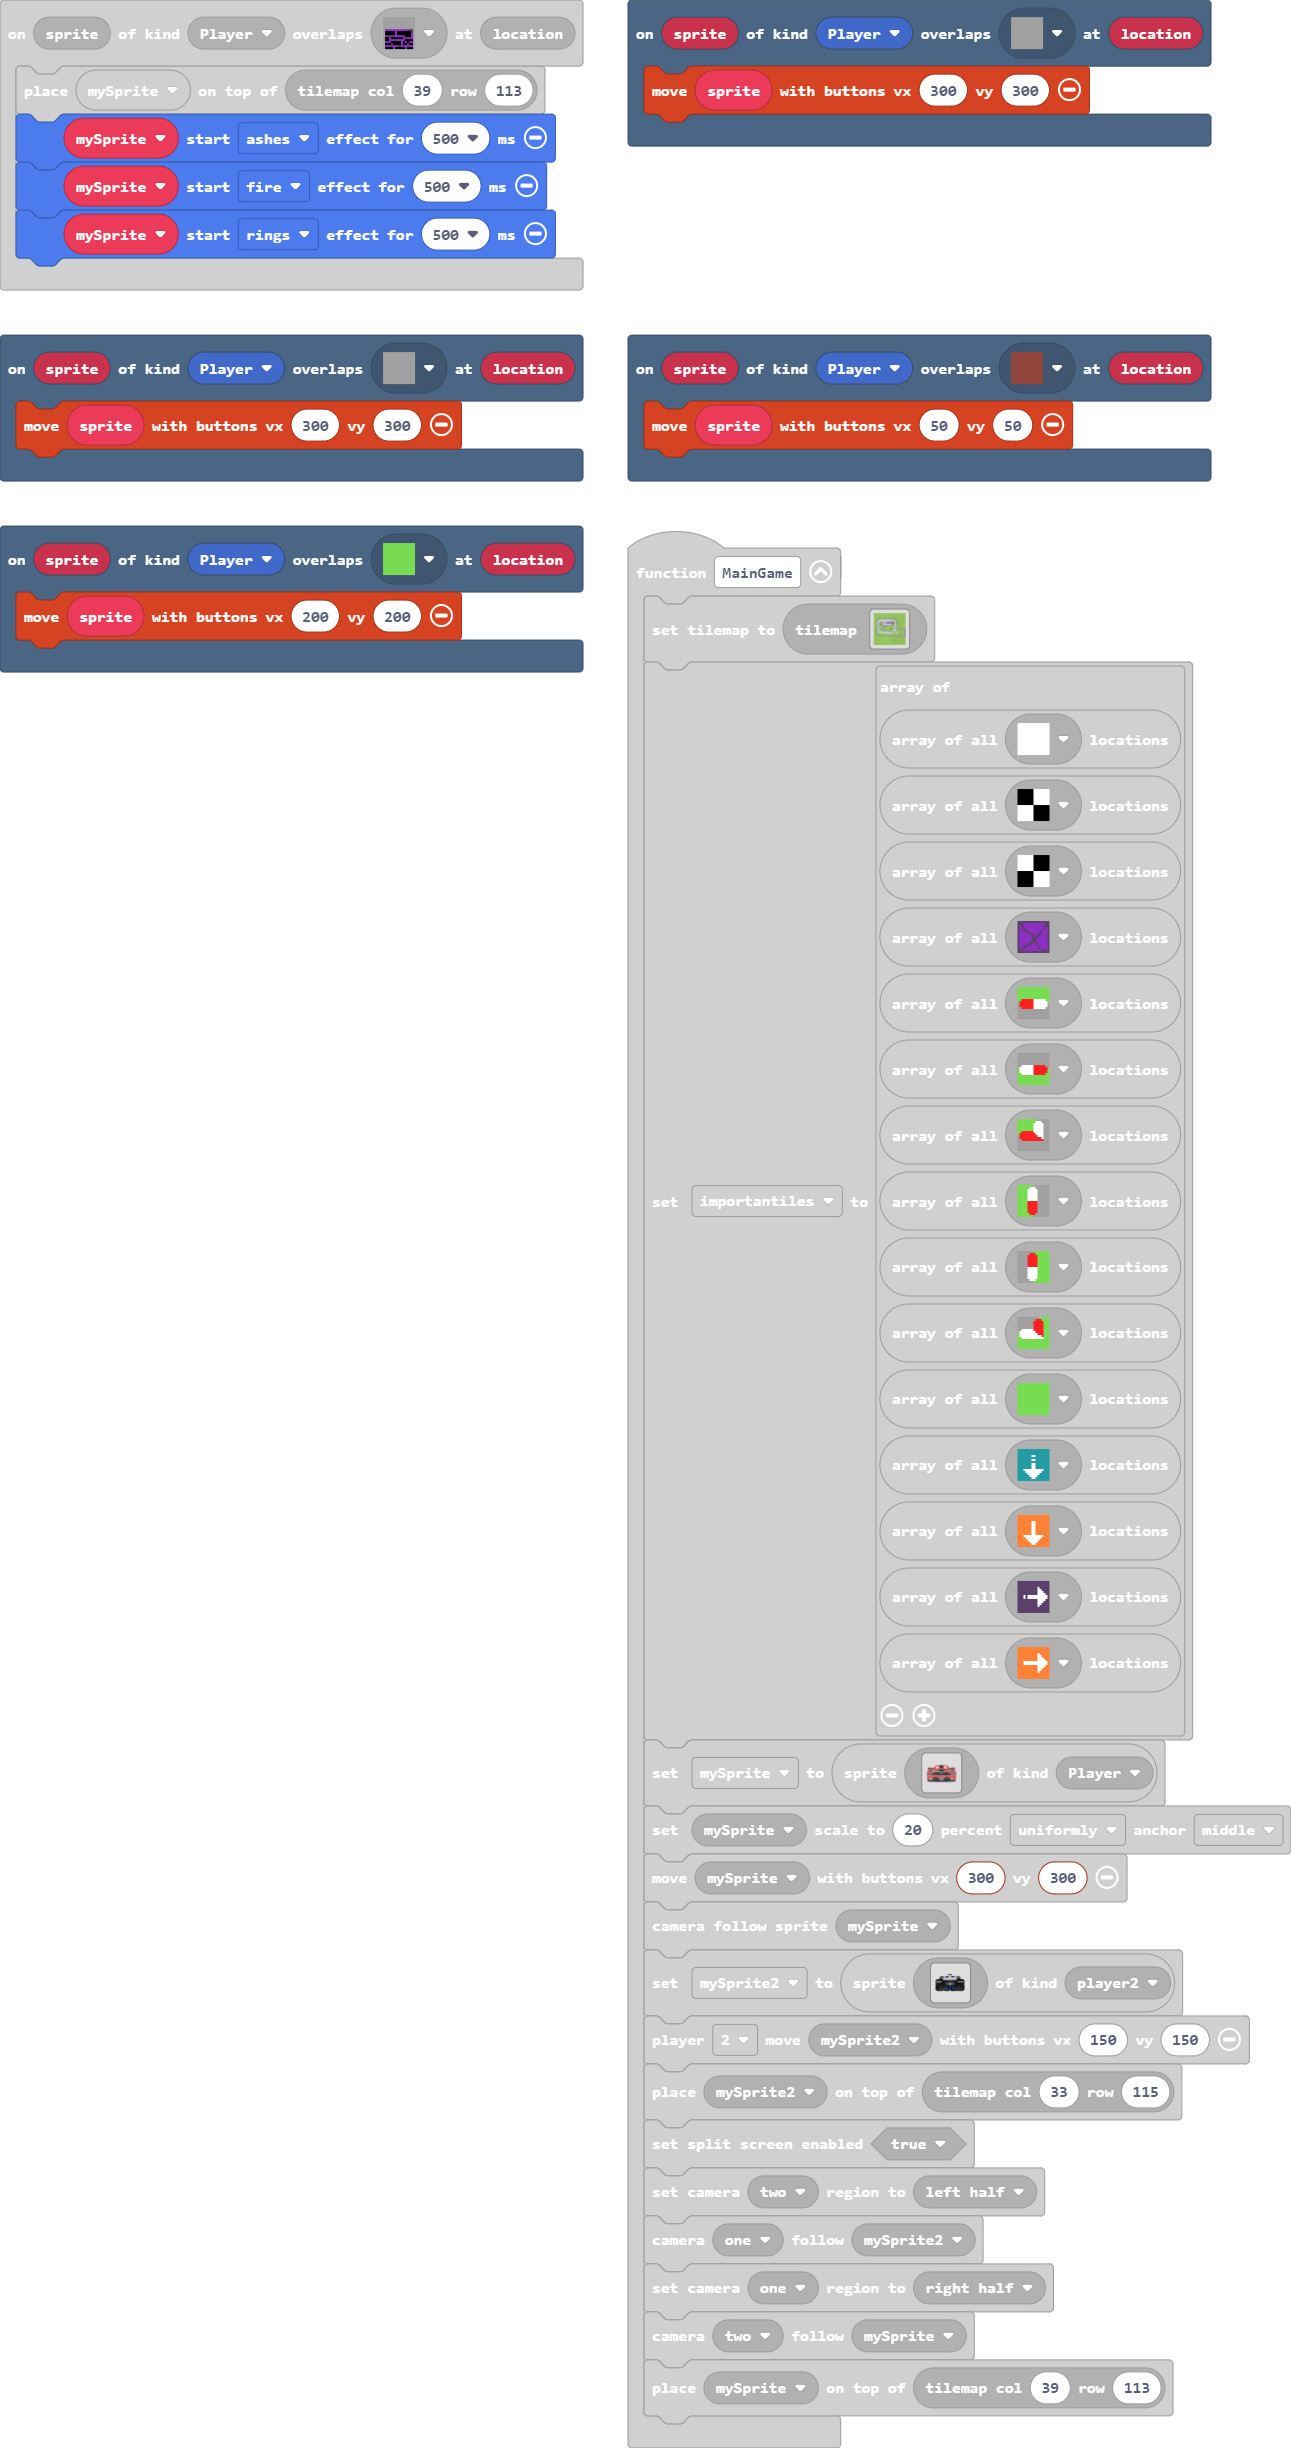 on sprite of kind Player overlaps at location
place mySprite on top of tilemap col 39 row 113
mySprite start ashes effect for 500 ms
mySprite start fire effect for 500 ms
mySprite start rings effect for 500 ms
on sprite of kind Player overlaps at location
move sprite with buttons vx 300 vy 300
on sprite of kind Player overlaps at location
move sprite with buttons vx 300 vy 300
on sprite of kind Player overlaps at location
move sprite with buttons vx 50 vy 50
on sprite of kind Player overlaps at location
move sprite with buttons vx 200 vy 200
function MainGame
set tilemap to tilemap
array of
array of all locations
array of all locations
array of all locations
array of all locations
array of all locations
array of all locations
array of all locations
set importantiles to array of all locations
array of all locations
array of all locations
array of all locations
array of all locations
array of all locations
array of all locations
array of all locations
set mySprite to sprite of kind Player
set mySprite scale to 20 percent uniformly anchor middle
move mySprite with buttons vx 300 vy 300
camera follow sprite mySprite
set mySprite2 to sprite of kind player2
player 2 move mySprite2 with buttons vx 150 vy 150
place mySprite2 on top of tilemap col 33 row 115
set split screen enabled true
set camera two region to left half
camera one follow mySprite2
set camera one region to right half
camera two follow mySprite
place mySprite on top of tilemap col 39 row 113